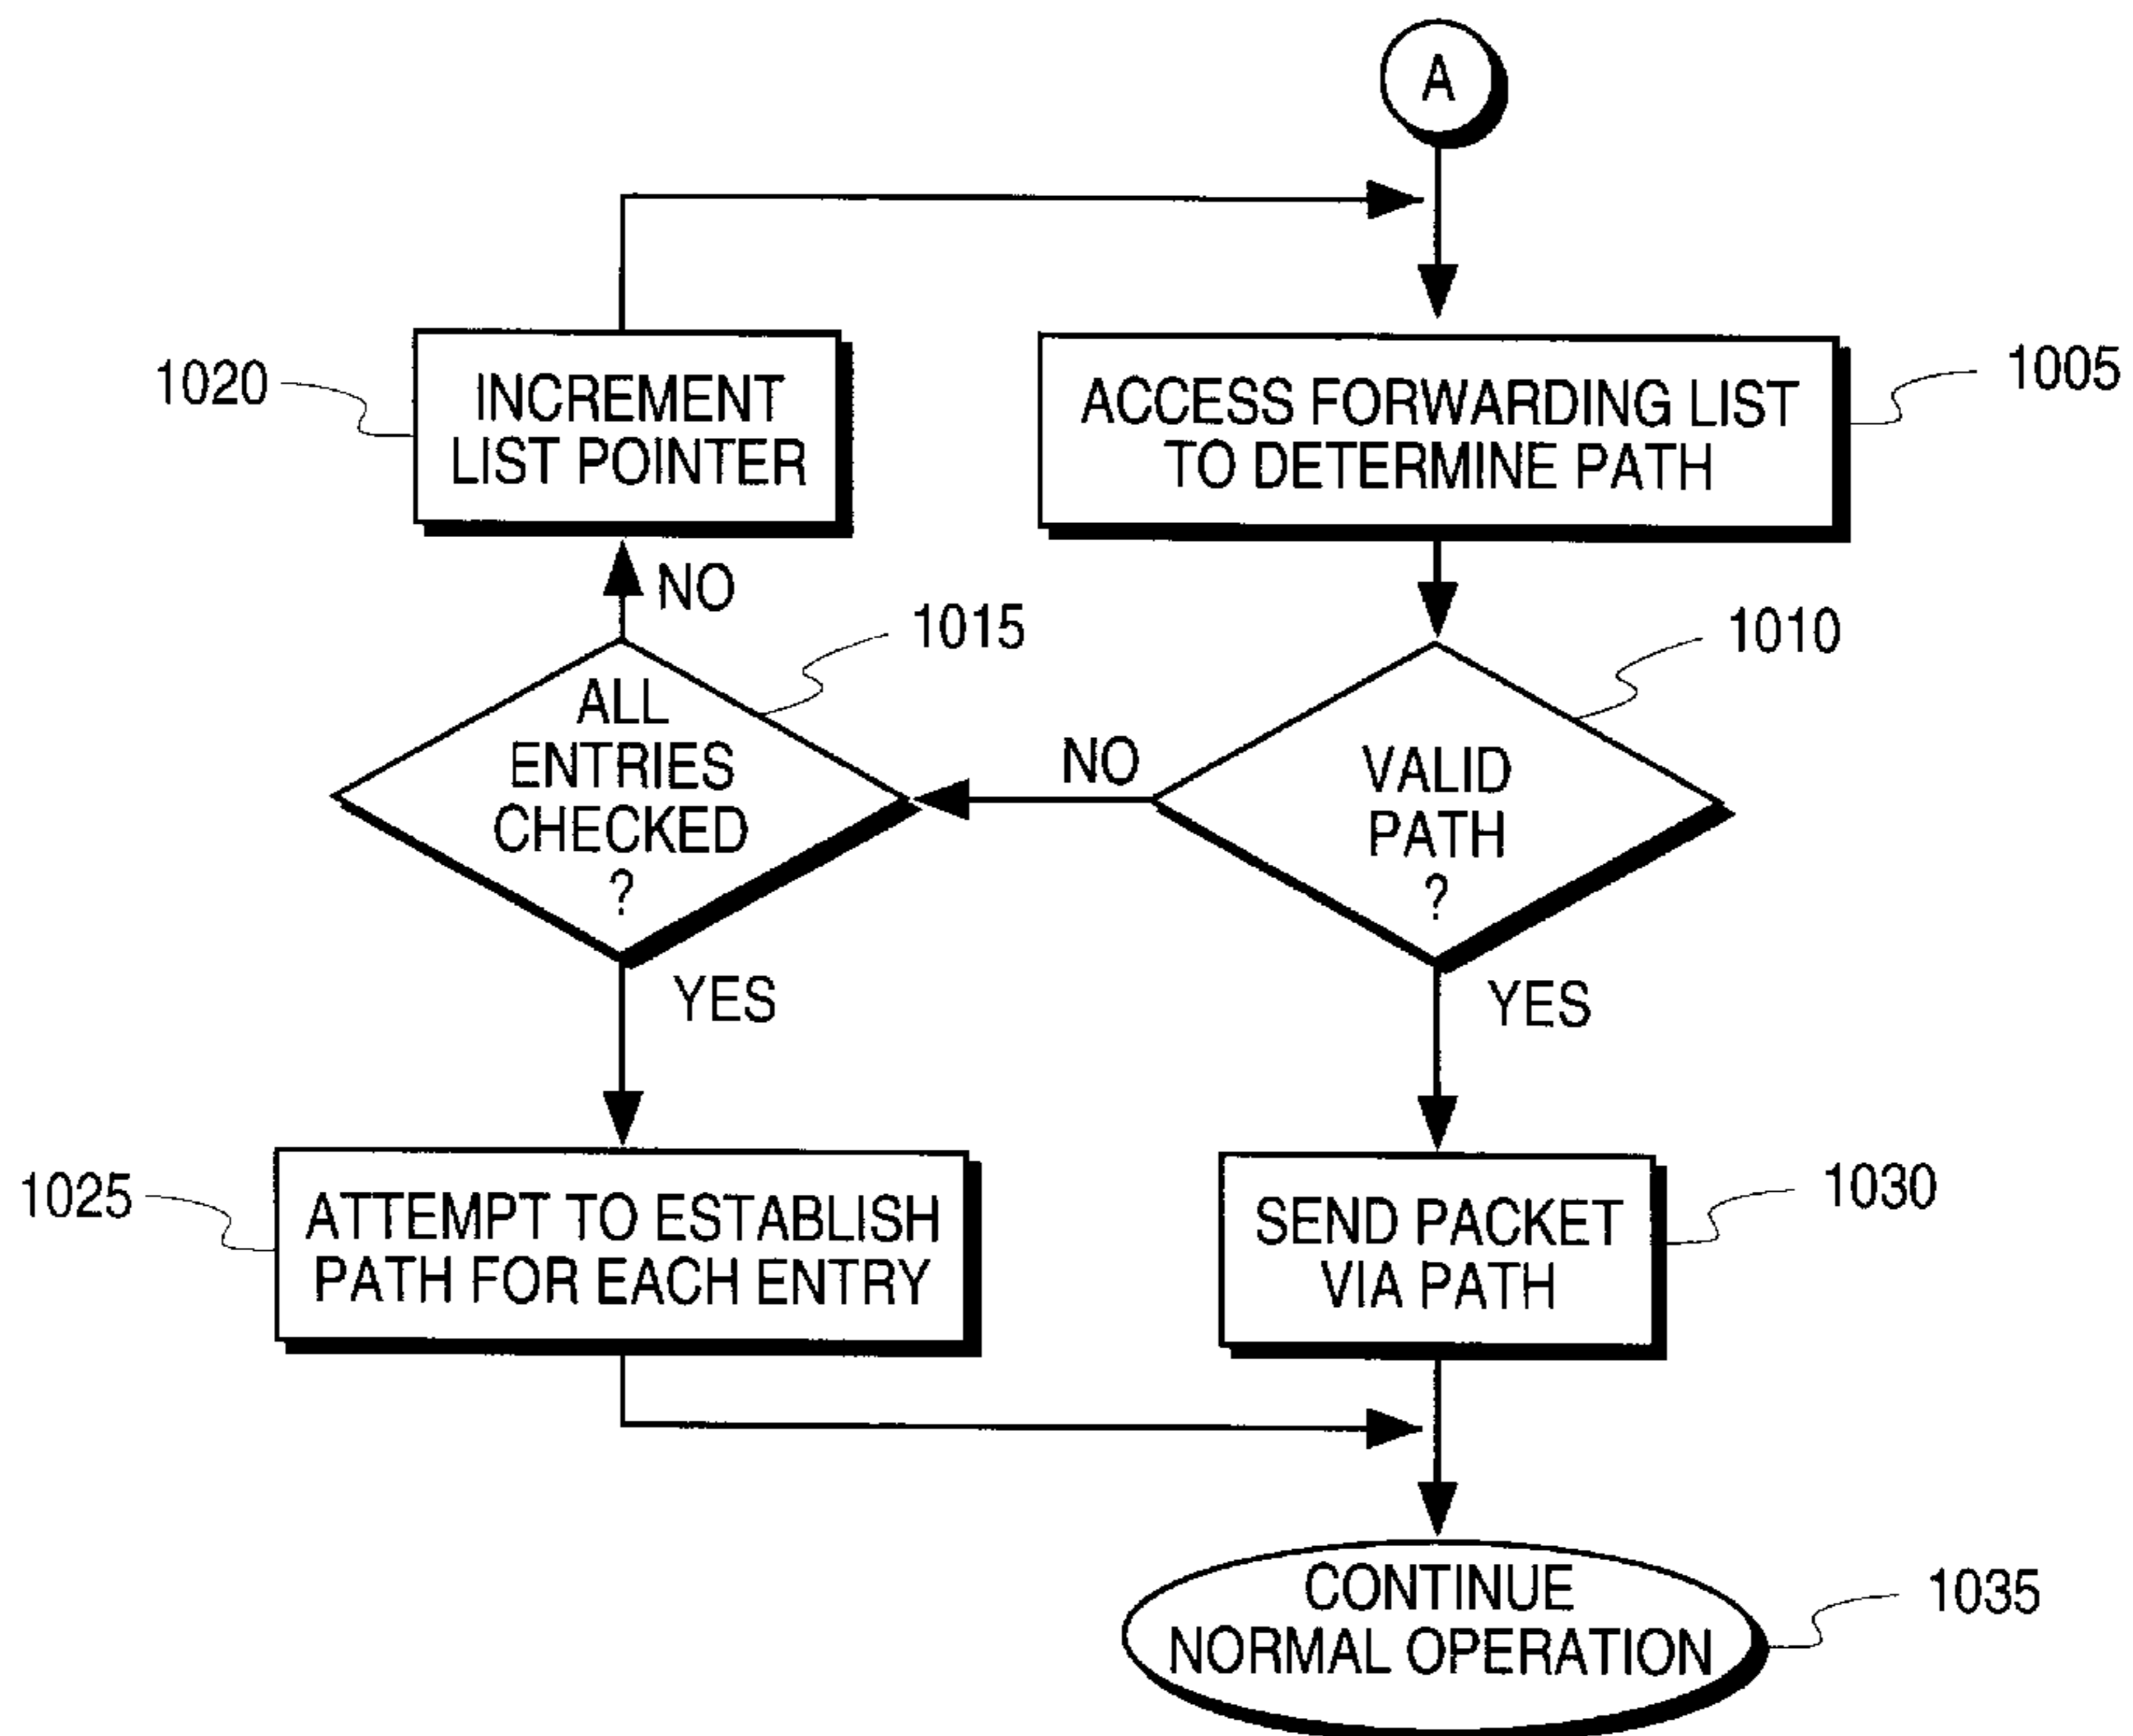 A
1020
INCREMENT
LIST POINTER
ACCESS FORWARDING LIST
TO DETERMINE PATH
1005
NO
1015
ALL
ENTRIES
CHECKED
?
NO
1010
VALID
PATH
?
YES
YES
1025
ATTEMPT TO ESTABLISH
PATH FOR EACH ENTRY
SEND PACKET
VIA PATH
1030
CONTINUE
NORMAL OPERATION
1035